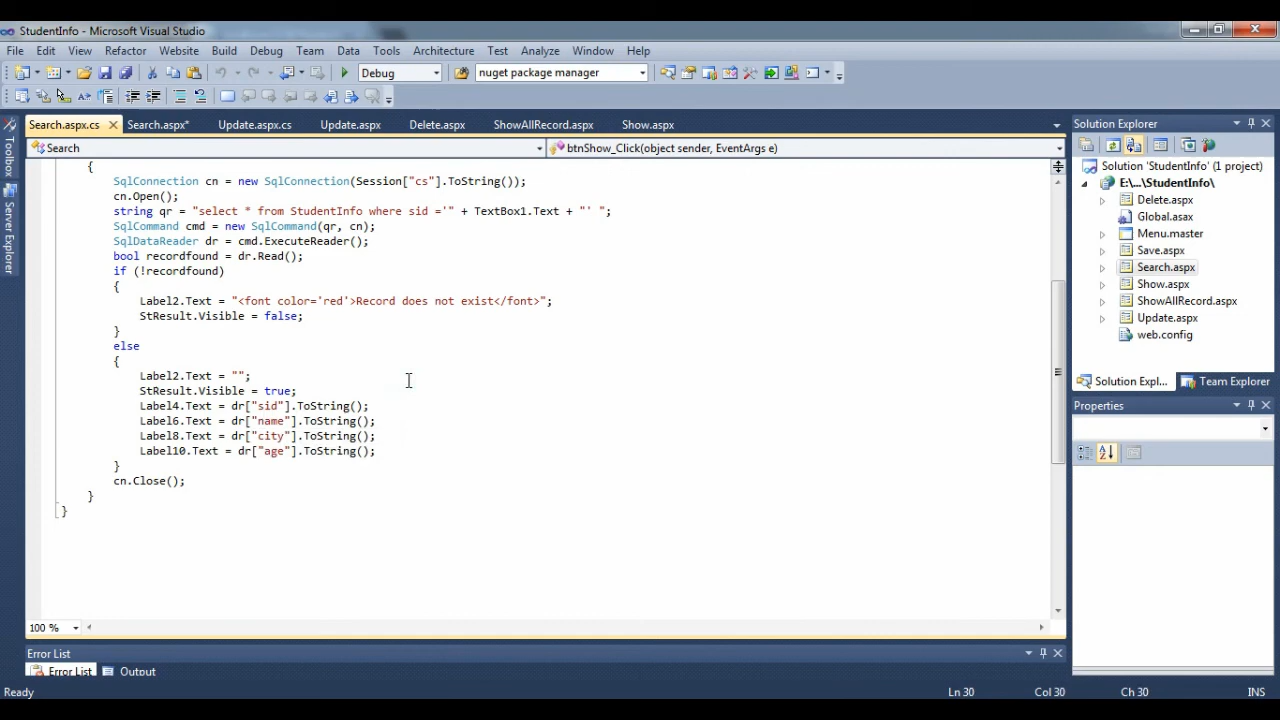 StudentInfo - Microsoft Visual Studio
File Edit View Refactor Website Build Debug Team Data Tools Architecture Test Analyze Window Help
Debug nuget package manager
Search.aspx.cs Search.aspx* Update.aspx.cs Update.aspx Delete.aspx ShowAllRecord.aspx Show.aspx
Search btnShow_Click(object sender, EventArgs e)
{
SqlConnection cn = new SqlConnection(Session["cs"].ToString());
cn.Open();
string qr = "select * from StudentInfo where sid ='" + TextBox1.Text + "' ";
SqlCommand cmd = new SqlCommand(qr, cn);
SqlDataReader dr = cmd.ExecuteReader();
bool recordfound = dr.Read();
if (!recordfound)
{
Label2.Text = "<font color='red'>Record does not exist</font>";
StResult.Visible = false;
}
else
{
Label2.Text = "";
StResult.Visible = true;
Label4.Text = dr["sid"].ToString();
Label6.Text = dr["name"].ToString();
Label8.Text = dr["city"].ToString();
Label10.Text = dr["age"].ToString();
}
cn.Close();
}
}
100 %
Toolbox
Server Explorer
Solution Explorer
Solution 'StudentInfo' (1 project)
E:\...\StudentInfo\
Delete.aspx
Global.asax
Menu.master
Save.aspx
Search.aspx
Show.aspx
ShowAllRecord.aspx
Update.aspx
web.config
Solution Expl... Team Explorer
Properties
Error List
Error List Output
Ready Ln 30 Col 30 Ch 30 INS